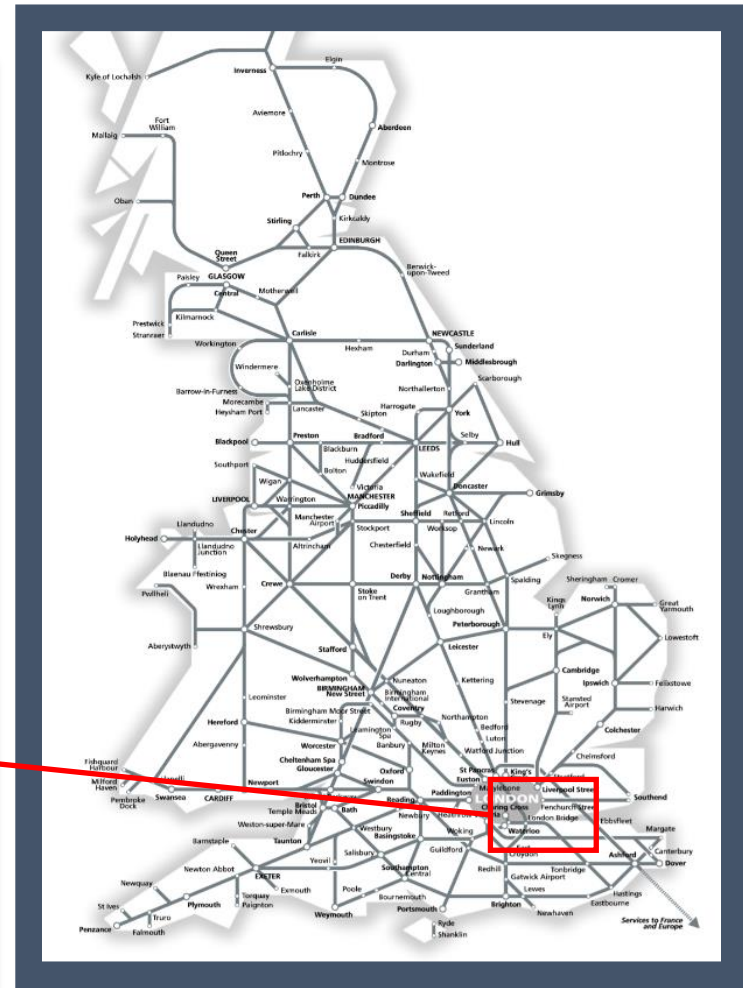 Elgin
Inverness
Kyle of Lochalsh
Aviemore
Fort
William
Aberdeen
Mallaig
Pitlochry
Montrose
Perth
Dundee
Oban
Stirling
Kirkcaldy
EDINBURGH
Queen
Street
Falkirk
Berwick-
upon-Tweed
Paisley
GLASGOW
Central
Motherwell
Kilmarnock
Prestwick
Stranraer
Carlisle
NEWCASTLE
Workington
Hexham
Sunderland
Durham
Darlington
Middlesbrough
Windermere
Scarborough
Oxenholme
Lake District
Barrow-in-Furness
Northallerton
Morecambe
Heysham Port
Lancaster
Harrogate
York
Skipton
Blackpool
Preston
Bradford
Selby
Hull
Blackburn
LEEDS
Huddersfield
Southport
Bolton
Wakefield
Wigan
Victoria
Doncaster
Grimsby
LIVERPOOL
Warrington
MANCHESTER
Piccadilly
Manchester
Airport
Sheffield
Retford
Lincoln
Llandudno
Chester
Stockport
Worksop
Holyhead
Llandudno
Junction
Altrincham
Chesterfield
Newark
Skegness
Blaenau Ffestiniog
Crewe
Derby
Nottingham
Spalding
Sheringham
Cromer
Pwllheli
Wrexham
Stoke
on Trent
Grantham
Kings
Lynn
Norwich
Great
Yarmouth
Loughborough
Shrewsbury
Peterborough
Ely
Lowestoft
Aberystwyth
Stafford
Leicester
Wolverhampton
Cambridge
BIRMINGHAM
New Street
Nuneaton
Birmingham
International
Kettering
Ipswich
Felixstowe
Leominster
Coventry
Stevenage
Stansted
Airport
Harwich
Birmingham Moor Street
Kidderminster
Rugby
Northampton
Hereford
Leamington
Spa
Bedford
Colchester
Abergavenny
Worcester
Banbury
Milton
Keynes
Luton
Watford Junction
Chelmsford
Fishguard
Harbour
Cheltenham Spa
Gloucester
Oxford
St Pancras
King's
Euston
Milford
Haven
Newport
Swindon
Marylebone
Liverpool Street
Paddington
LONDON
Pembroke
Dock
Swansea
CARDIFF
Reading
Fenchurch Street
Southend
Bristol
Temple Meads
Bath
Newbury
Charing Cross
London Bridge
Ebbsfleet
Weston-super-Mare
Westbury
Basingstoke
Woking
Waterloo
Margate
Barnstaple
Taunton
Salisbury
Guildford
Croydon
Canterbury
Newton Abbot
Yeovil
Southampton
Central
Redhill
Tonbridge
Ashford
Dover
EXETER
Gatwick Airport
Newquay
Exmouth
Poole
Bournemouth
Lewes
Hastings
St Ives
Plymouth
Torquay
Paignton
Weymouth
Portsmouth
Brighton
Newhaven
Eastbourne
Truro
Penzance
Falmouth
Ryde
Shanklin
Services to France
and Europe